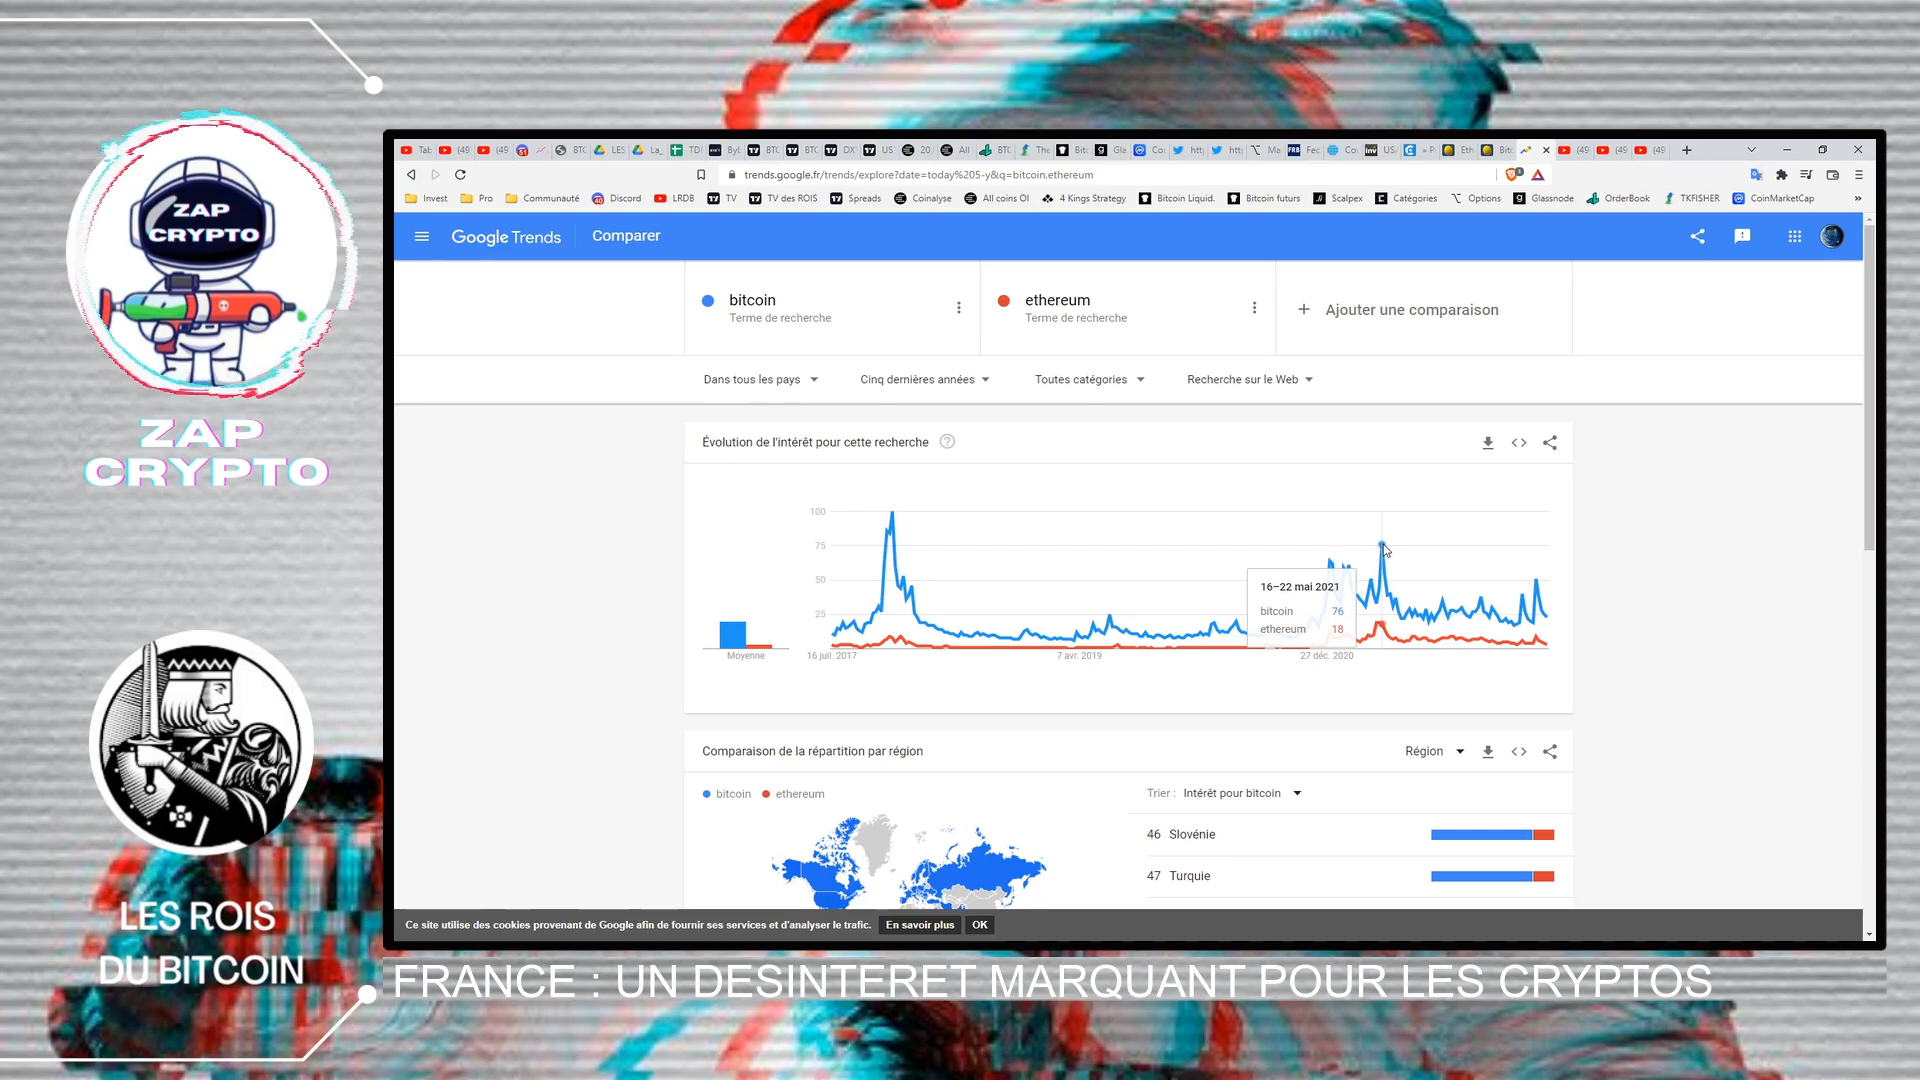 ZAP
CRYPTO
ZAP
CRYPTO
LES ROIS
DU BITCOIN
trends.google.fr/trends/explore?date=today%205-y&q=bitcoin,ethereum
Invest Pro Communauté Discord LRDB TV TV des ROIS Spreads Coinalyse All coins OI 4 Kings Strategy Bitcoin Liquid. Bitcoin futurs Scalpex Catégories Options Glassnode OrderBook TKFISHER CoinMarketCap »
Google Trends Comparer
bitcoin
Terme de recherche
ethereum
Terme de recherche
+ Ajouter une comparaison
Dans tous les pays Cinq dernières années Toutes catégories Recherche sur le Web
Évolution de l'intérêt pour cette recherche ?
100
75
50
25
16–22 mai 2021
bitcoin 76
ethereum 18
Moyenne 16 juil. 2017 7 avr. 2019 27 déc. 2020
Comparaison de la répartition par région Région
bitcoin ethereum
Trier : Intérêt pour bitcoin
46 Slovénie
47 Turquie
Ce site utilise des cookies provenant de Google afin de fournir ses services et d'analyser le trafic. En savoir plus OK
FRANCE : UN DESINTERET MARQUANT POUR LES CRYPTOS